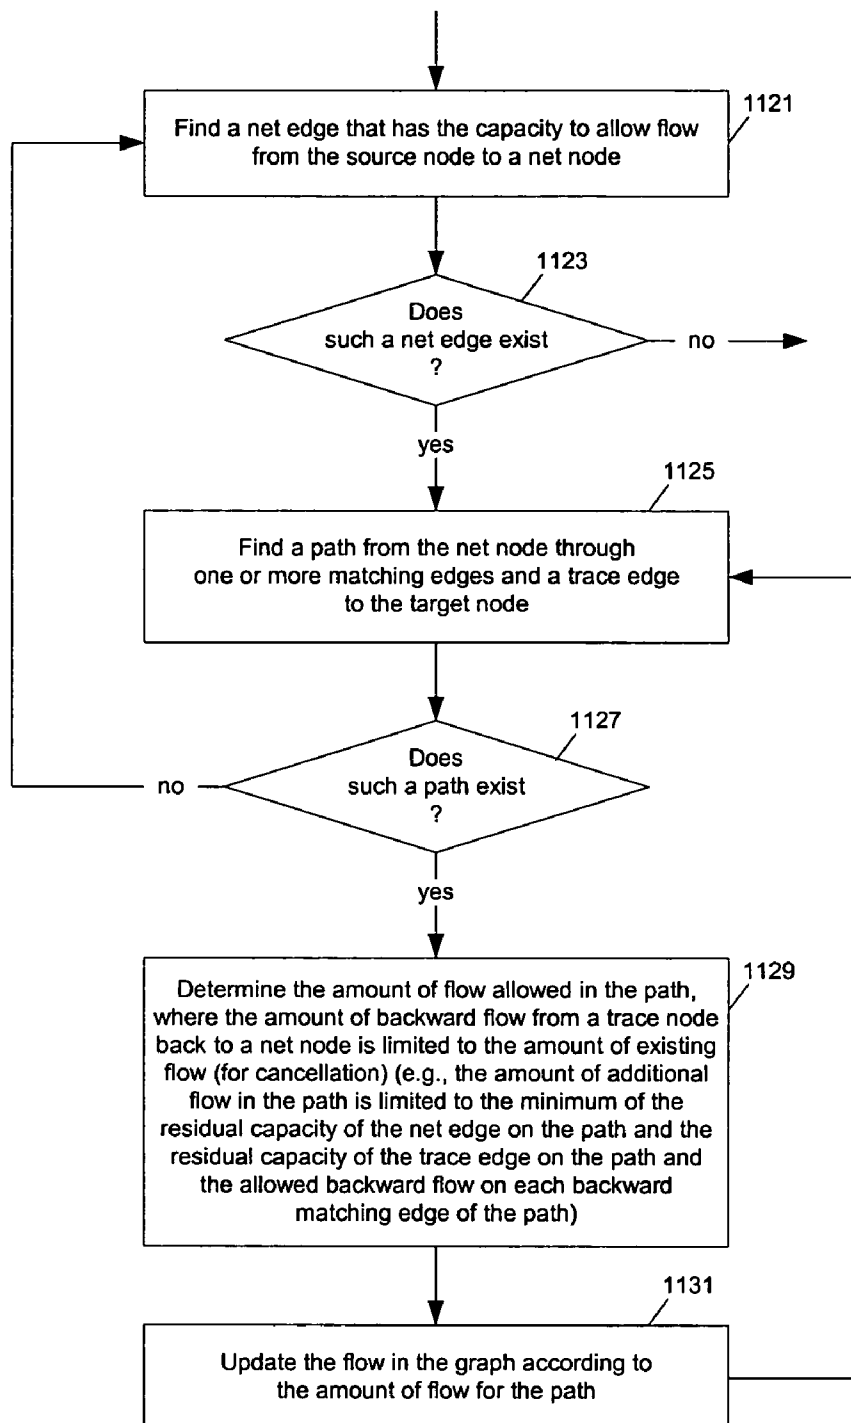 1121
Find a net edge that has the capacity to allow flow
from the source node to a net node
1123
Does
such a net edge exist
?
no
yes
1125
Find a path from the net node through
one or more matching edges and a trace edge
to the target node
1127
Does
such a path exist
?
no
yes
1129
Determine the amount of flow allowed in the path,
where the amount of backward flow from a trace node
back to a net node is limited to the amount of existing
flow (for cancellation) (e.g., the amount of additional
flow in the path is limited to the minimum of the
residual capacity of the net edge on the path and the
residual capacity of the trace edge on the path and
the allowed backward flow on each backward
matching edge of the path)
1131
Update the flow in the graph according to
the amount of flow for the path